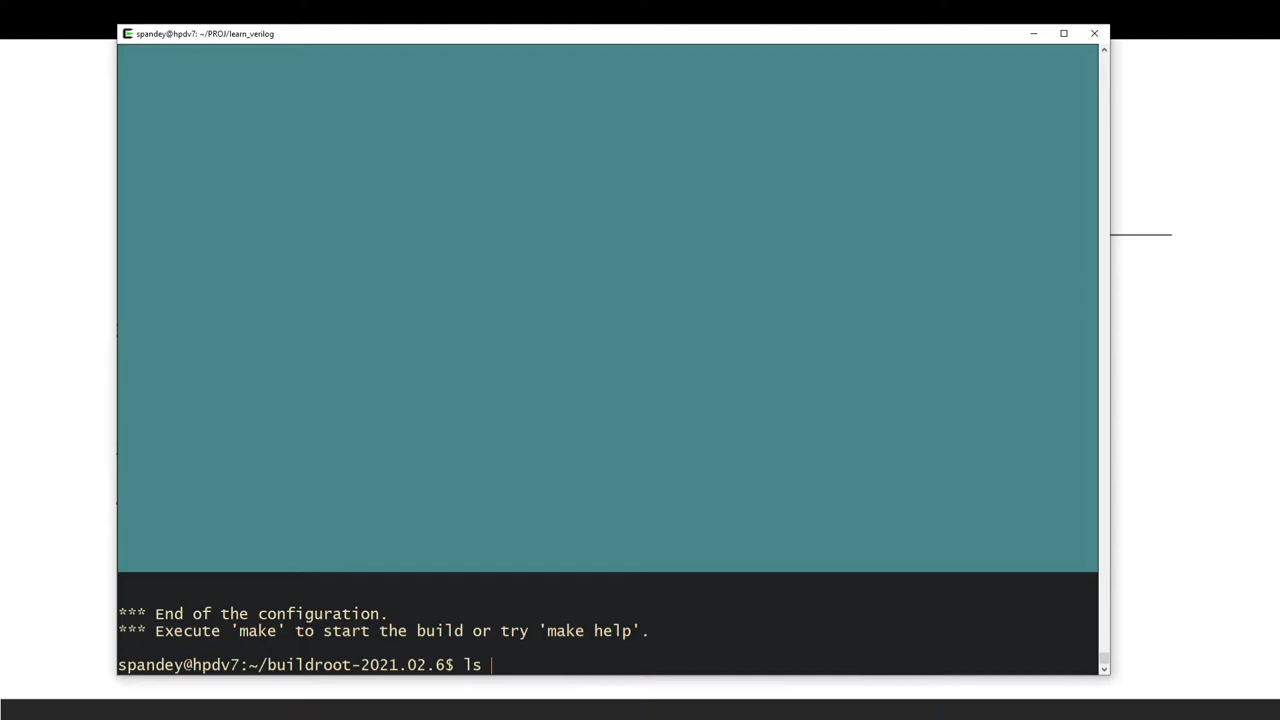 spandey@hpdv7: ~/PROJ/learn_verilog
*** End of the configuration.
*** Execute 'make' to start the build or try 'make help'.
spandey@hpdv7:~/buildroot-2021.02.6$ ls